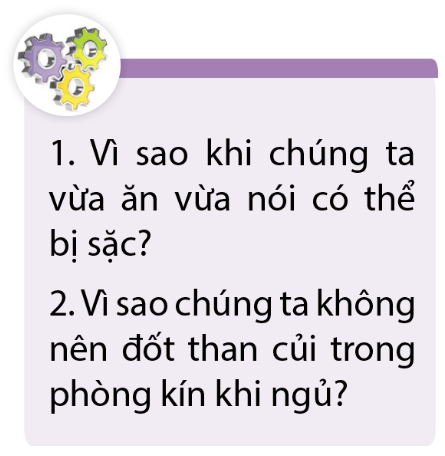 1. Vì sao khi chúng ta
vừa ăn vừa nói có thể
bị sặc?
2. Vì sao chúng ta không
nên đốt than củi trong
phòng kín khi ngủ?